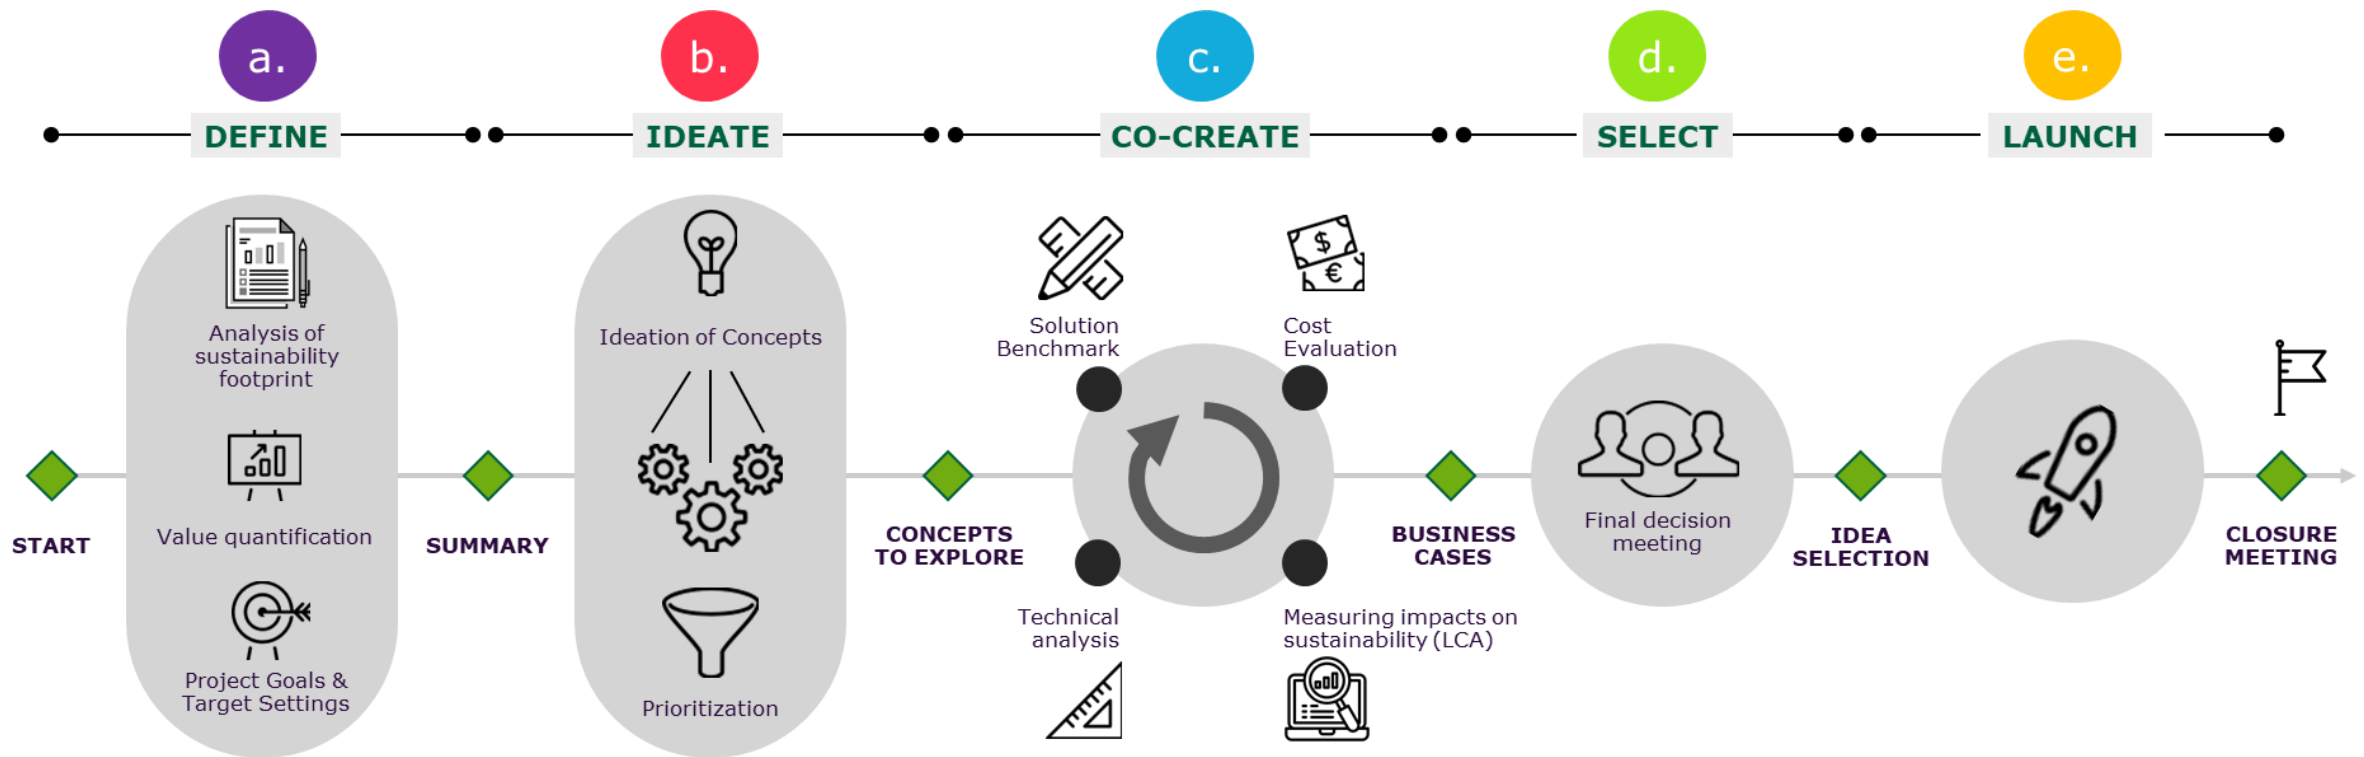 a.
b.
c.
d.
e.
DEFINE
IDEATE
CO-CREATE
SELECT
LAUNCH
Analysis of
sustainability
footprint
Value quantification
Project Goals &
Target Settings
Ideation of Concepts
Prioritization
Solution
Benchmark
$
€
Cost
Evaluation
Technical
analysis
Measuring impacts on
sustainability (LCA)
Final decision
meeting
START
SUMMARY
CONCEPTS
TO EXPLORE
BUSINESS
CASES
IDEA
SELECTION
CLOSURE
MEETING